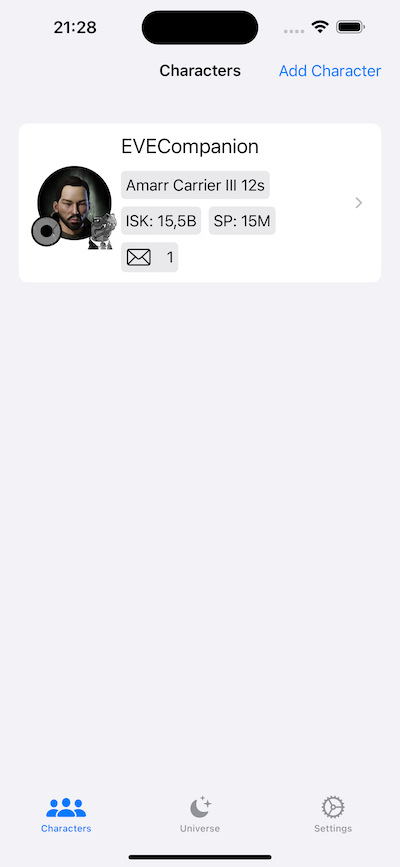 21:28
Characters
Add Character
EVECompanion
Amarr Carrier III 12s
ISK: 15,5B SP: 15M
1
Characters Universe Settings